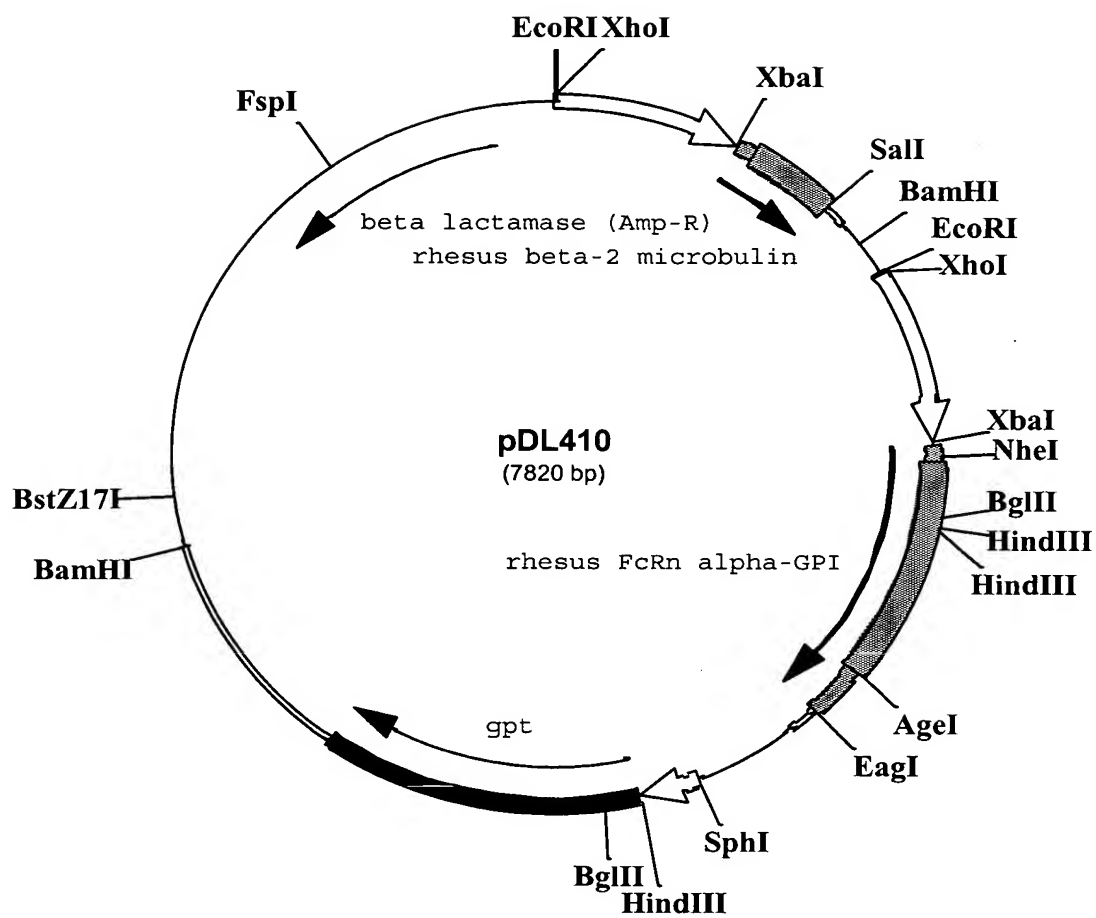 EcoRI XhoI
XbaI
FspI
SalI
BamHI
beta lactamase (Amp-R)
EcoRI
rhesus beta-2 microbulin
XhoI
XbaI
pDL410
NheI
(7820 bp)
BstZ17I
BglII
HindIII
BamHI
rhesus FcRn alpha-GPI
HindIII
gpt
AgeI
EagI
SphI
BglII
HindIII